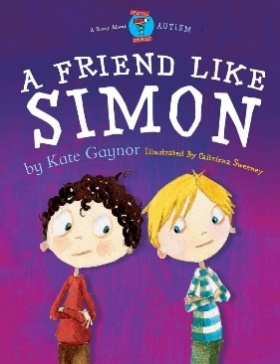 A Story About AUTISM
A FRIEND LIKE
SIMON
by Kate Gaynor Illustrated By Caitriona Sweeney